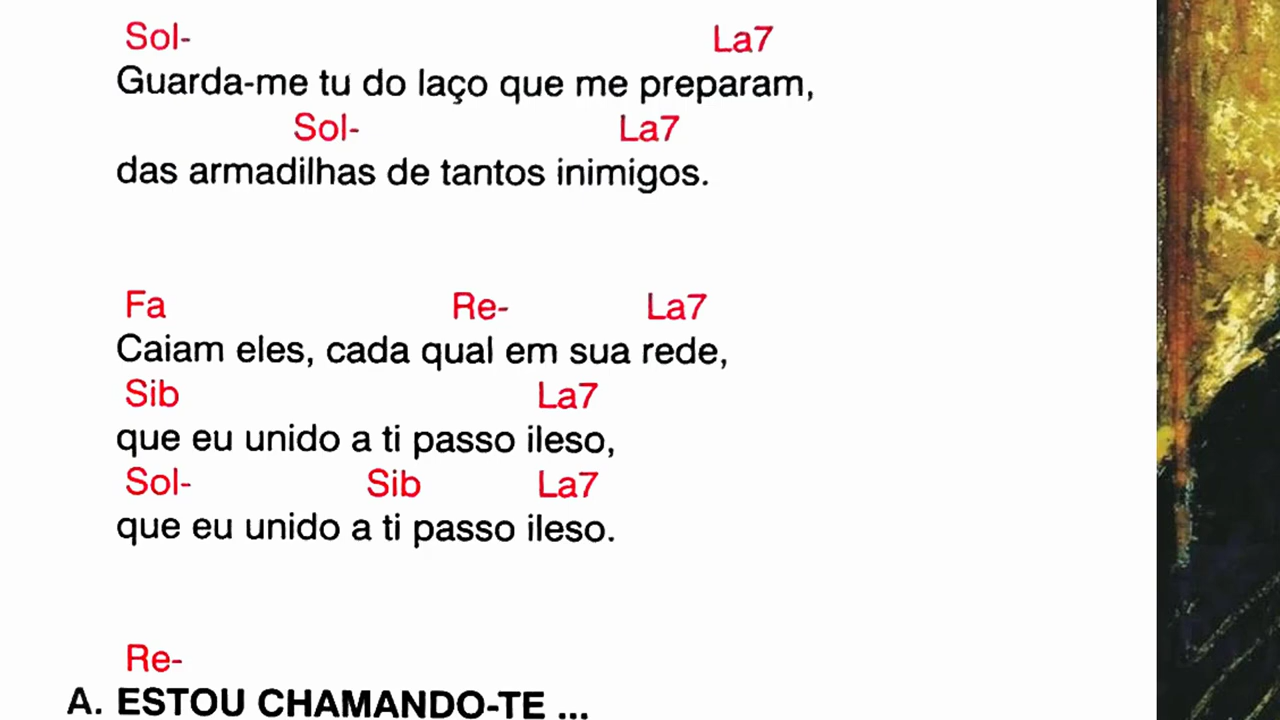 Sol- La7
Guarda-me tu do laço que me preparam,
Sol- La7
das armadilhas de tantos inimigos.
Fa Re- La7
Caiam eles, cada qual em sua rede,
Sib La7
que eu unido a ti passo ileso,
Sol- Sib La7
que eu unido a ti passo ileso.
Re-
A. ESTOU CHAMANDO-TE ...